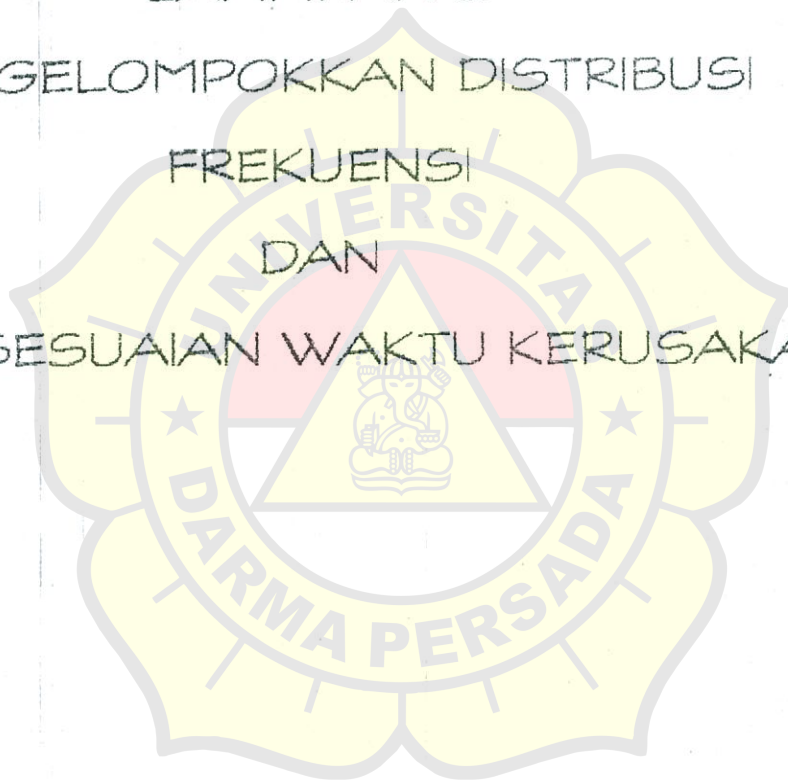 GELOMPOKKAN DISTRIBUSI
FREKUENSI
DAN
SESUAIAN WAKTU KERUSAKA
UNIVERSITAS
DARMA PERSADA